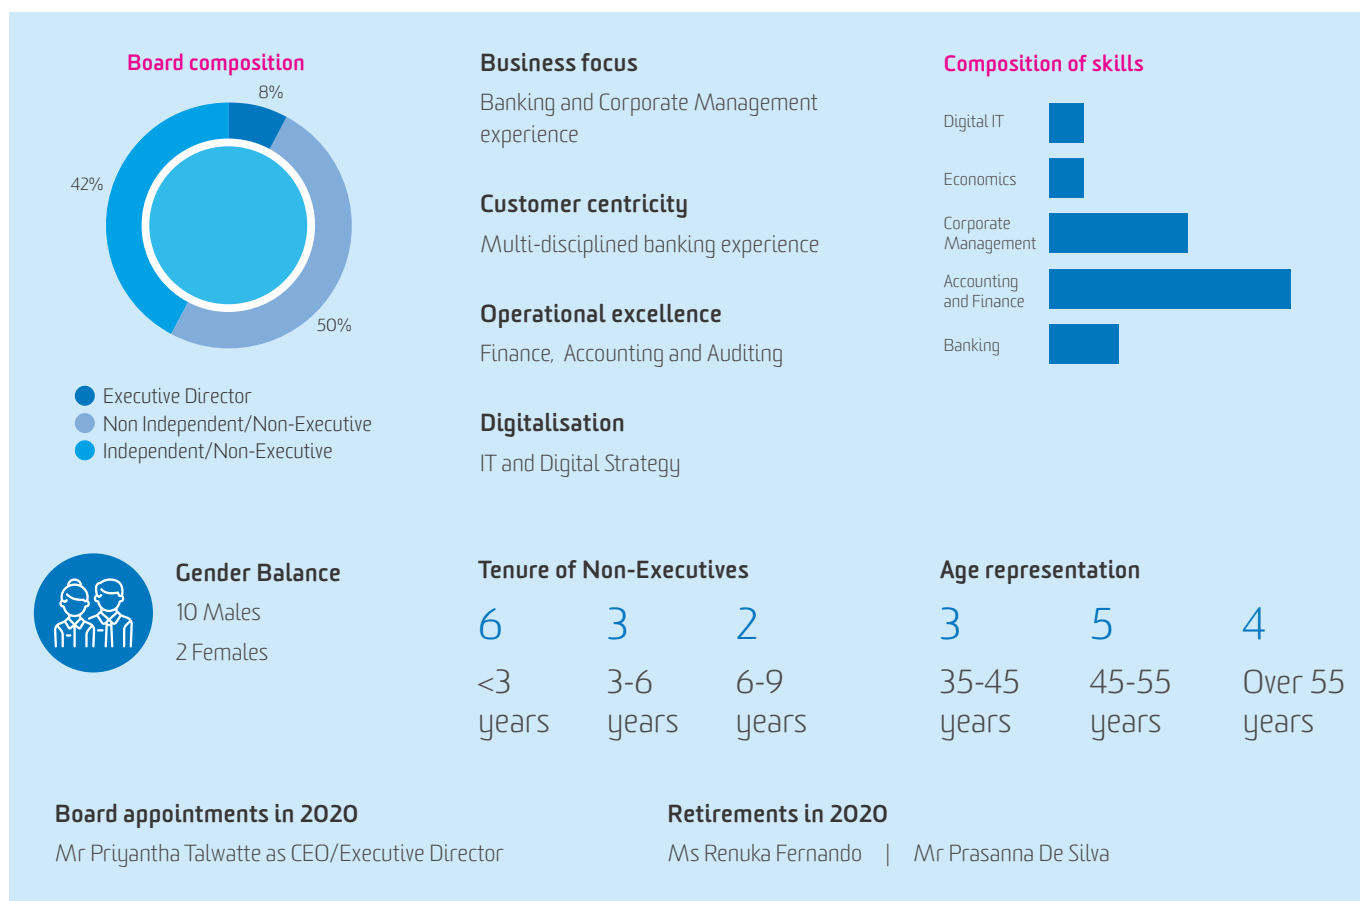 Board composition
8%
42%
50%
Executive Director
Non Independent/Non-Executive
Independent/Non-Executive
Business focus
Banking and Corporate Management
experience
Customer centricity
Multi-disciplined banking experience
Operational excellence
Finance, Accounting and Auditing
Digitalisation
IT and Digital Strategy
Composition of skills
Digital IT
Economics
Corporate
Management
Accounting
and Finance
Banking
Gender Balance
10 Males
2 Females
Tenure of Non-Executives
6 3 2
<3 3-6 6-9
years years years
Age representation
3 5 4
35-45 45-55 Over 55
years years years
Board appointments in 2020
Mr Priyantha Talwatte as CEO/Executive Director
Retirements in 2020
Ms Renuka Fernando | Mr Prasanna De Silva